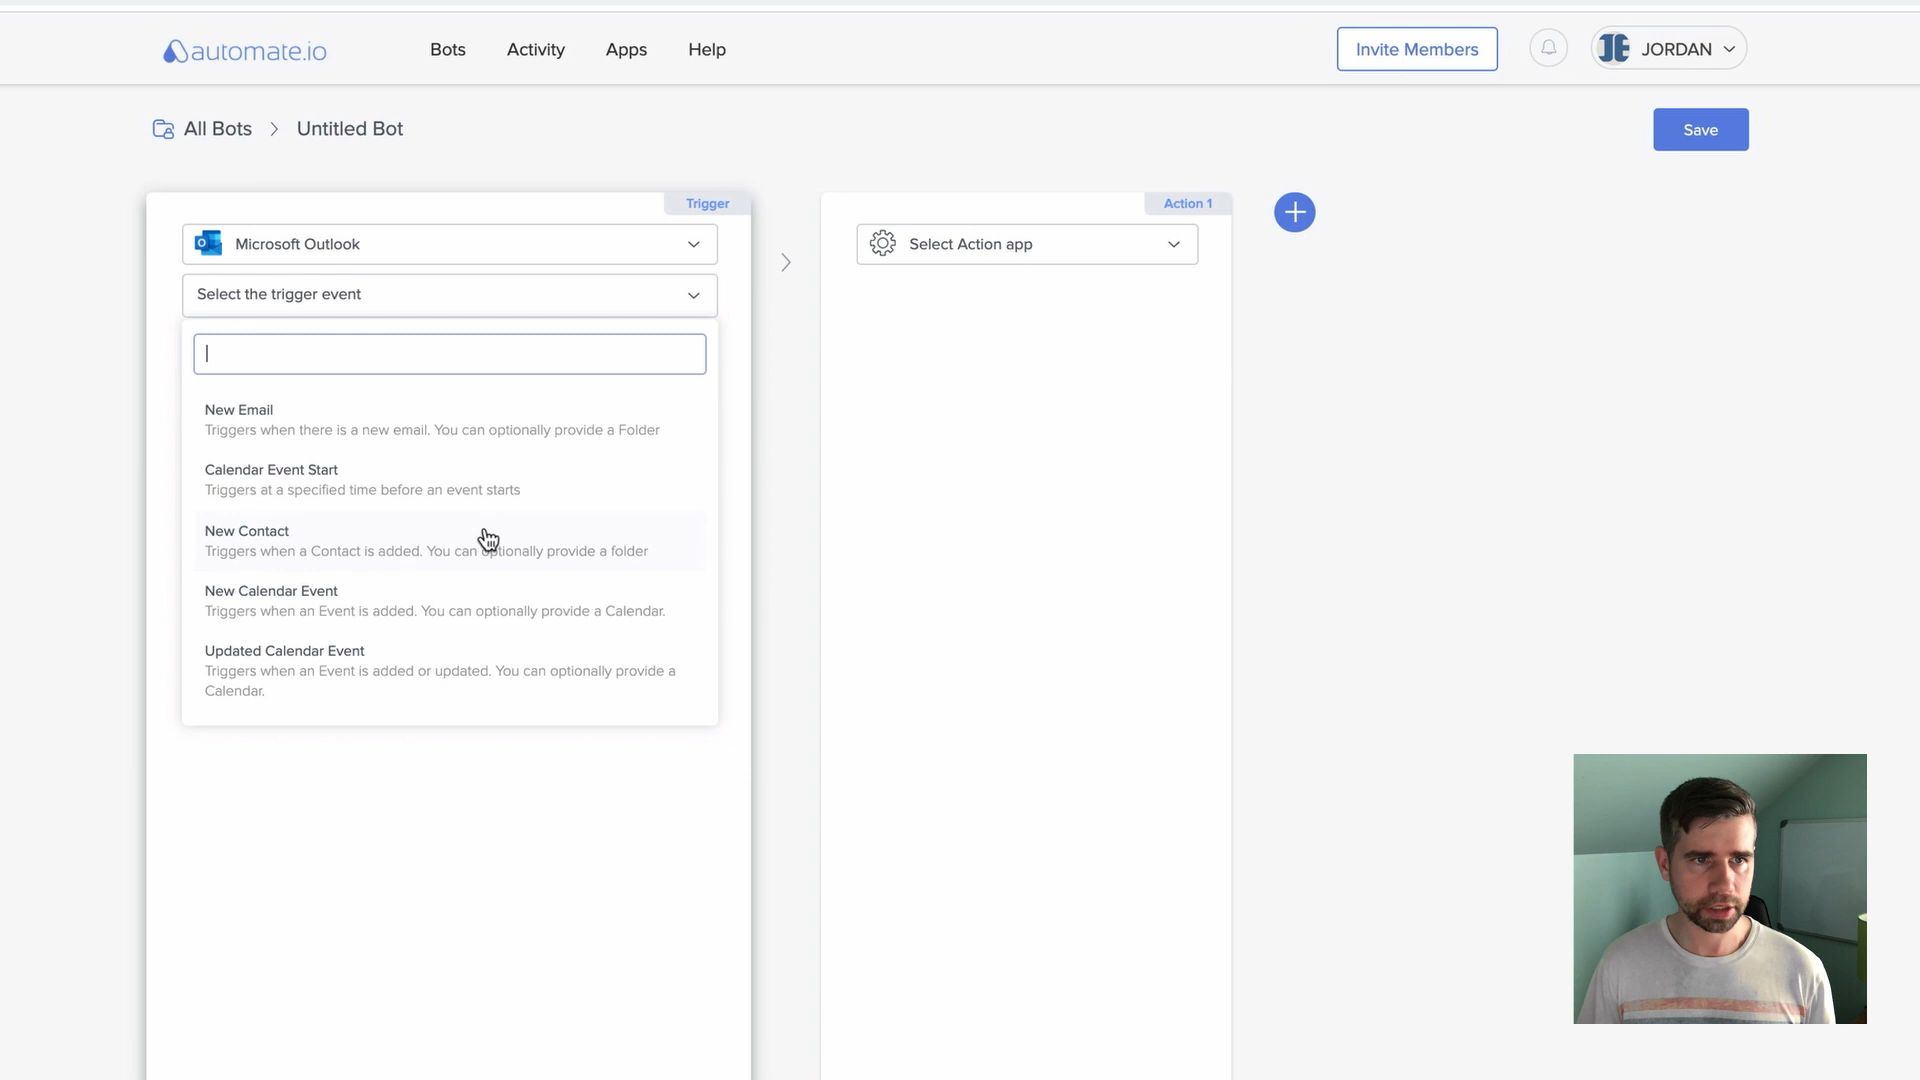 automate.io
Bots
Activity
Apps
Help
Invite Members
JORDAN
All Bots > Untitled Bot
Save
Trigger
Microsoft Outlook
Select the trigger event
New Email
Triggers when there is a new email. You can optionally provide a Folder
Calendar Event Start
Triggers at a specified time before an event starts
New Contact
Triggers when a Contact is added. You can optionally provide a folder
New Calendar Event
Triggers when an Event is added. You can optionally provide a Calendar.
Updated Calendar Event
Triggers when an Event is added or updated. You can optionally provide a
Calendar.
Action 1
Select Action app